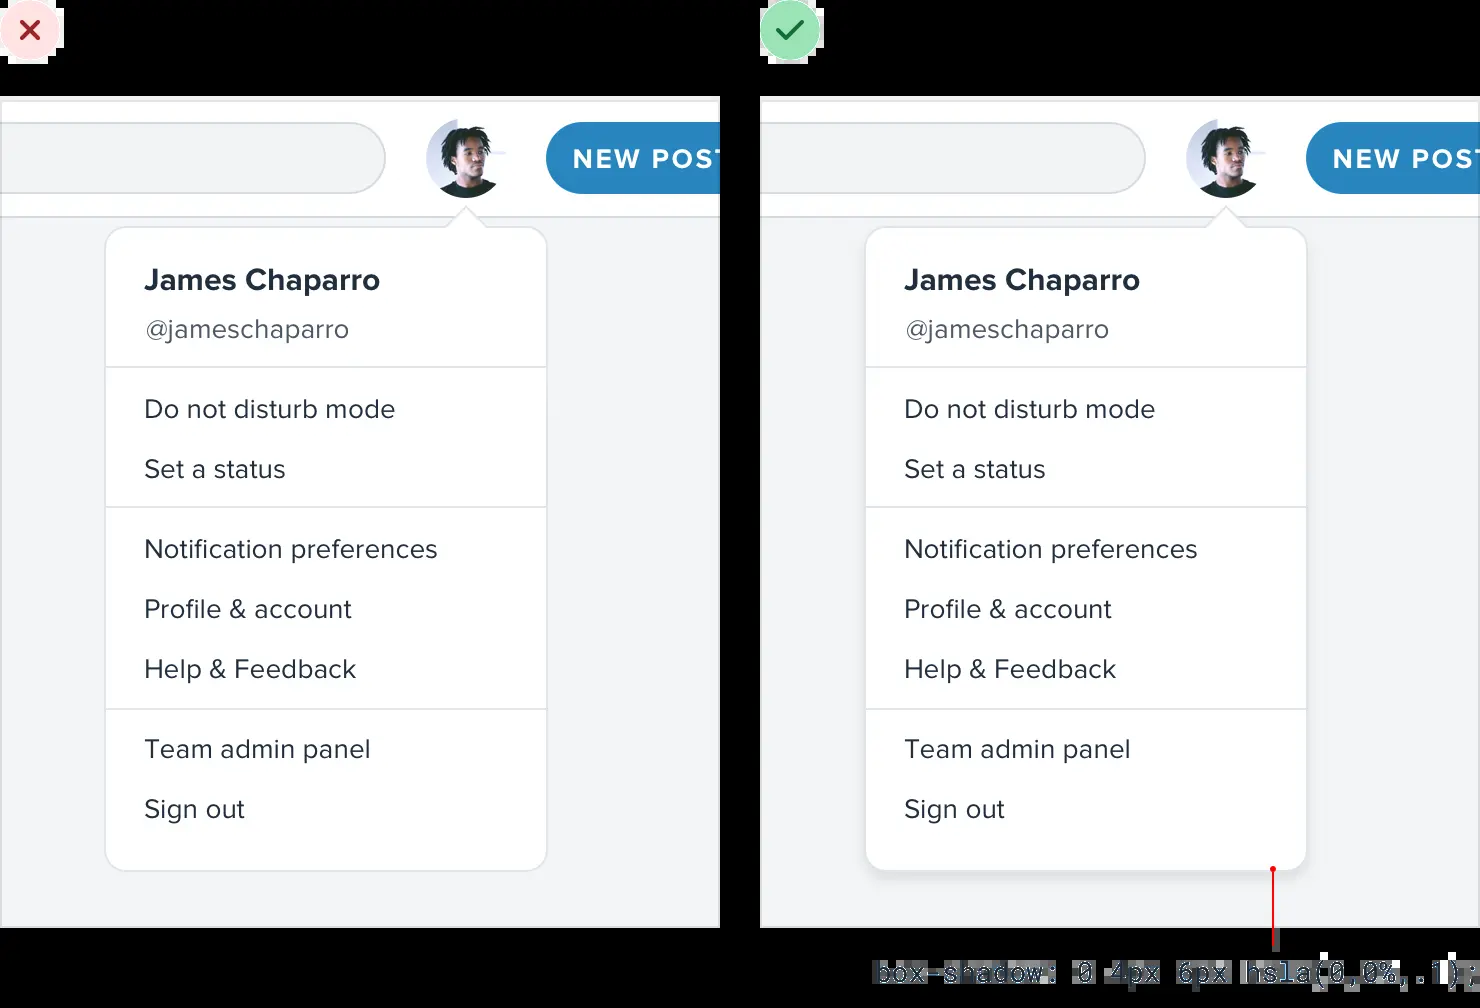 NEW POST
James Chaparro
@jameschaparro
Do not disturb mode
Set a status
Notification preferences
Profile & account
Help & Feedback
Team admin panel
Sign out
NEW POST
James Chaparro
@jameschaparro
Do not disturb mode
Set a status
Notification preferences
Profile & account
Help & Feedback
Team admin panel
Sign out
box-shadow: 0 4px 6px hsla(0,0%,.1);